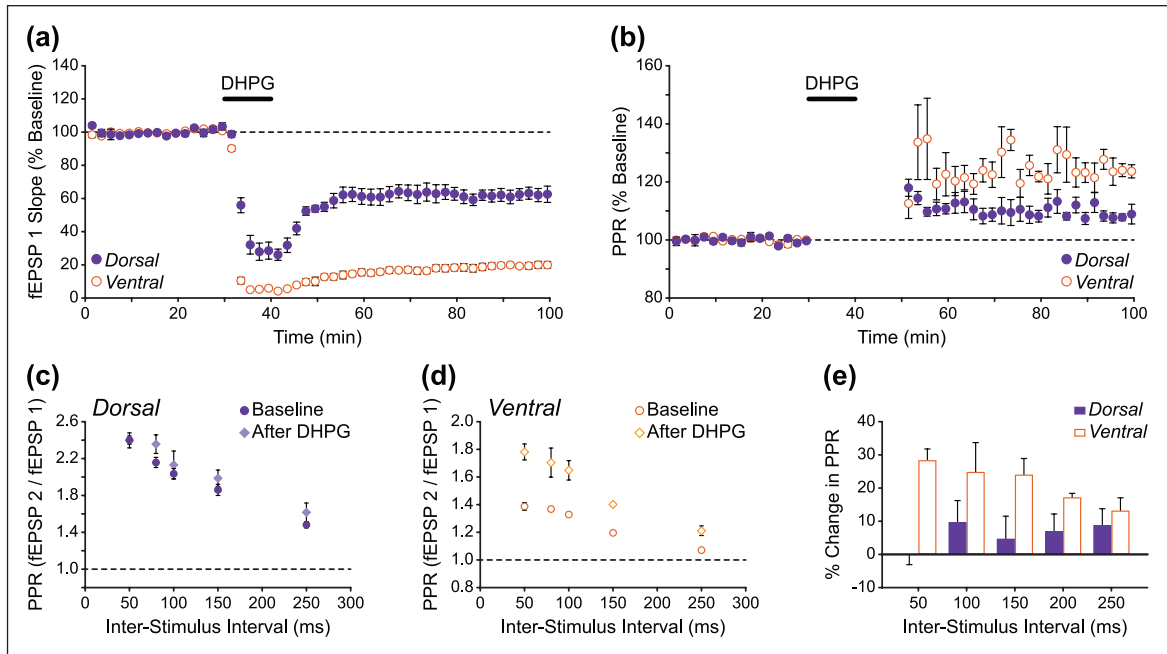 (a)
fEPSP 1 Slope (% Baseline)
140
120
100
80
60
40
20
0
DHPG
Dorsal
Ventral
0 20 40 60 80 100
Time (min)
(b)
PPR (% Baseline)
160
140
120
100
80
DHPG
Dorsal
Ventral
0 20 40 60 80 100
Time (min)
(c)
Dorsal
PPR (fEPSP 2 / fEPSP 1)
2.6
2.2
1.8
1.4
1.0
Baseline
After DHPG
0 50 100 150 200 250 300
Inter-Stimulus Interval (ms)
(d)
Ventral
PPR (fEPSP 2 / fEPSP 1)
2.0
1.8
1.6
1.4
1.2
1.0
0.8
Baseline
After DHPG
0 50 100 150 200 250 300
Inter-Stimulus Interval (ms)
(e)
% Change in PPR
40
30
20
10
0
-10
Dorsal
Ventral
50 100 150 200 250
Inter-Stimulus Interval (ms)